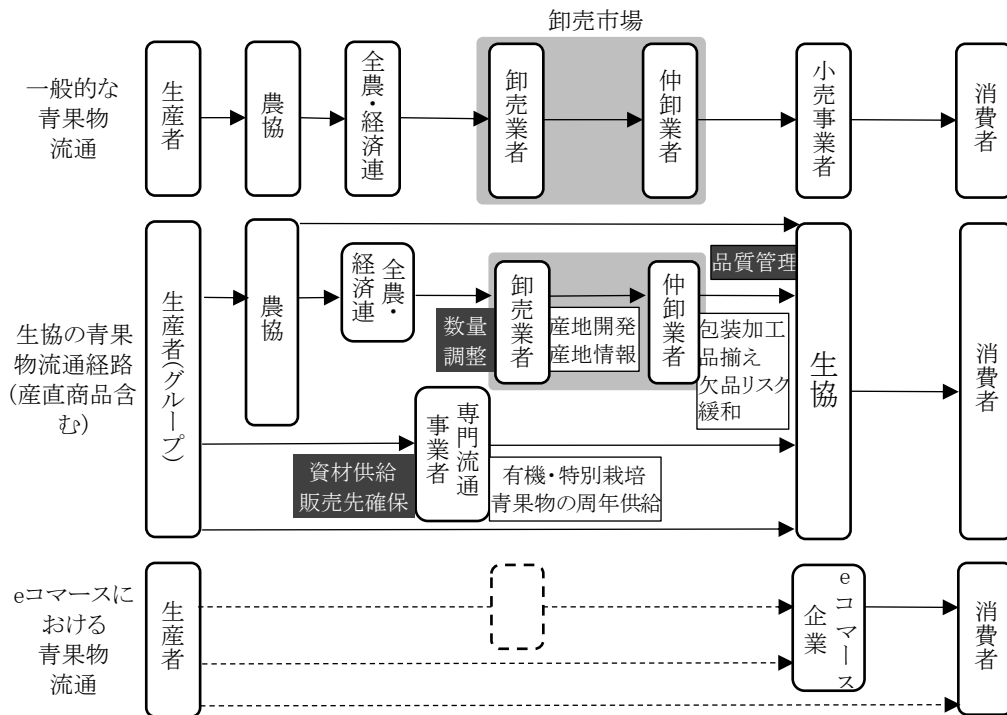 卸売市場
一般的な
青果物
流通
生産者
農協
全農・経済連
卸売業者
仲卸業者
小売事業者
消費者
生協の青果
物流通経路
(産直商品含
む)
生産者(グループ)
農協
全農・
経済連
数量
調整
卸売業者
産地開発
産地情報
仲卸業者
品質管理
包装加工
品揃え
欠品リスク
緩和
専門流通
事業者
資材供給
販売先確保
有機・特別栽培
青果物の周年供給
生協
消費者
eコマースに
おける
青果物
流通
生産者
eコマース
企業
消費者